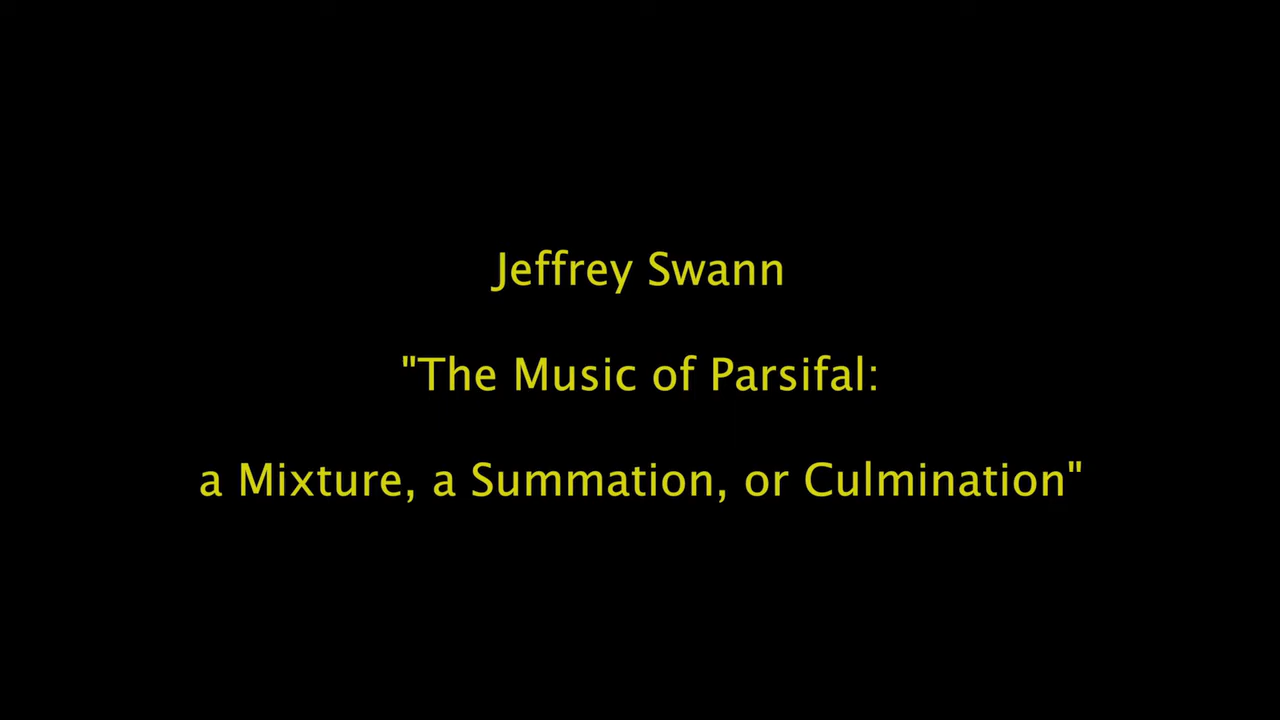 Jeffrey Swann
"The Music of Parsifal:
a Mixture, a Summation, or Culmination"